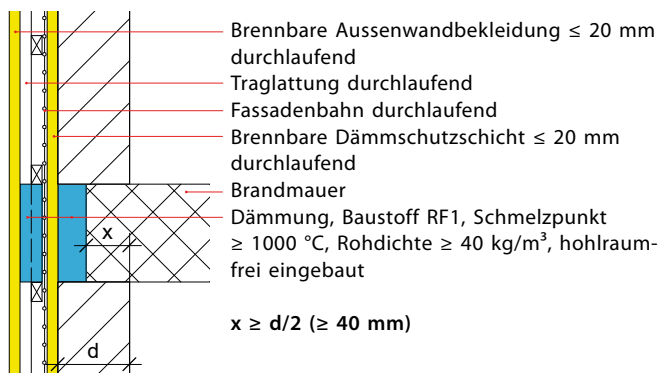 Brennbare Aussenwandbekleidung ≤ 20 mm
durchlaufend
Traglattung durchlaufend
Fassadenbahn durchlaufend
Brennbare Dämmschutzschicht ≤ 20 mm
durchlaufend
Brandmauer
Dämmung, Baustoff RF1, Schmelzpunkt
≥ 1000 °C, Rohdichte ≥ 40 kg/m³, hohlraum-
frei eingebaut
x
x ≥ d/2 (≥ 40 mm)
d